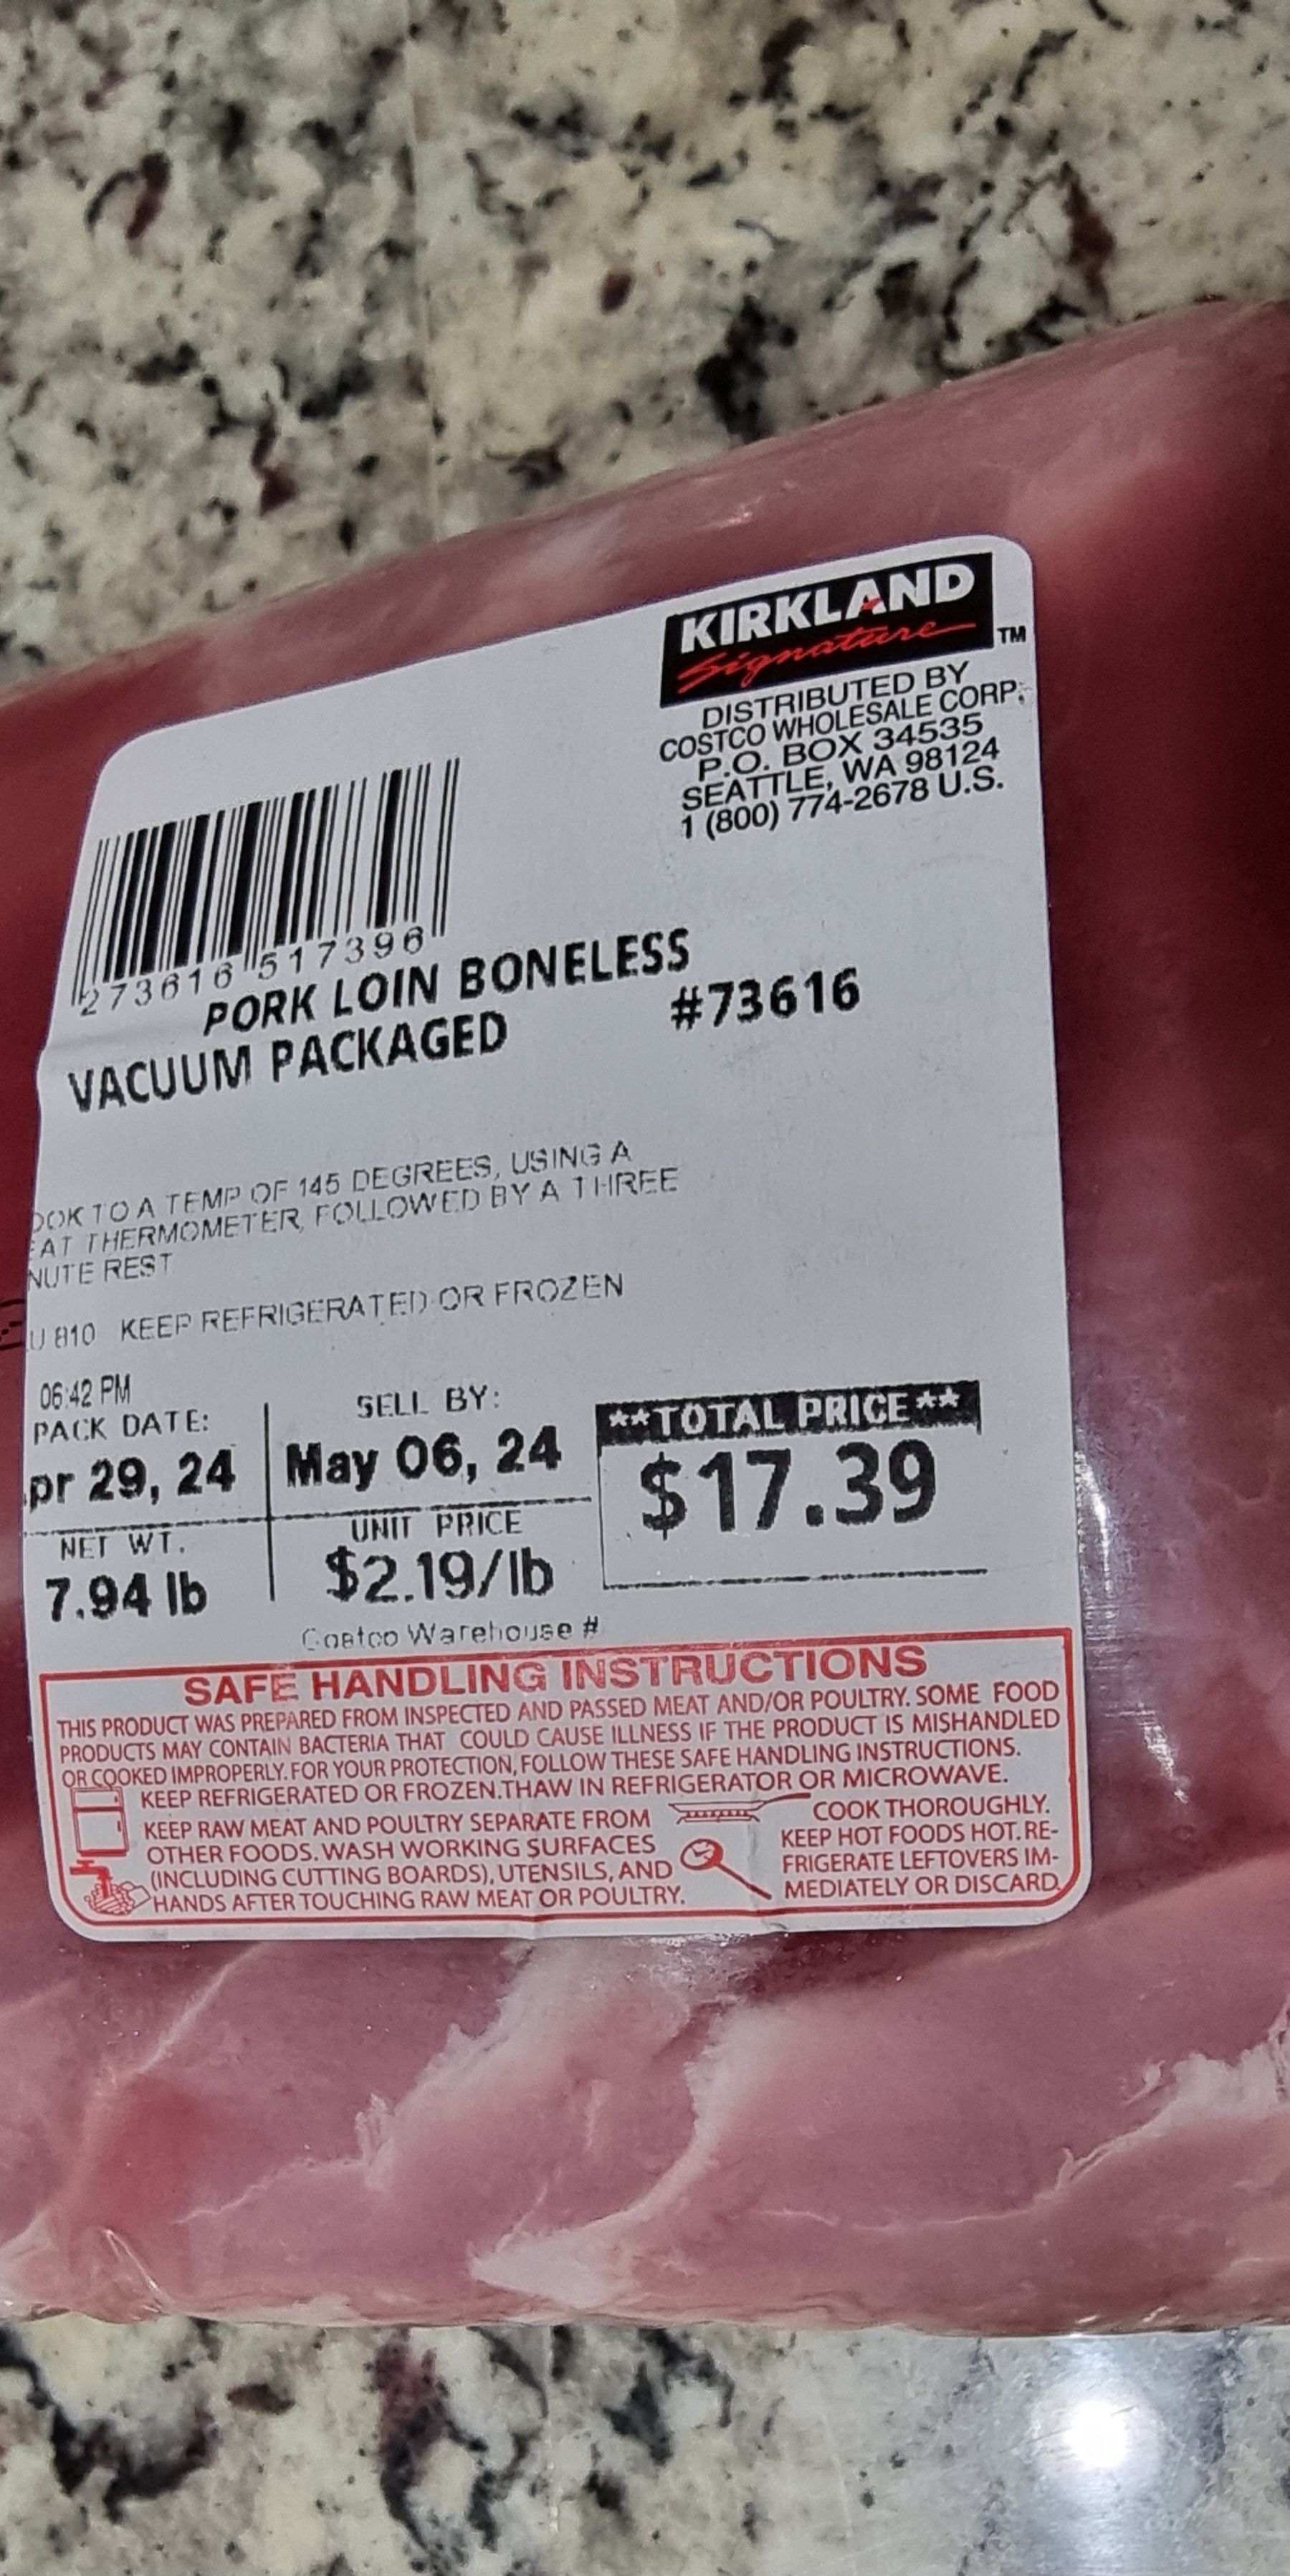 KIRKLAND
Signature™
DISTRIBUTED BY
COSTCO WHOLESALE CORP.
P.O. BOX 34535
SEATTLE, WA 98124
1 (800) 774-2678 U.S.
2 73616 517396
PORK LOIN BONELESS
VACUUM PACKAGED #73616
OOK TO A TEMP OF 145 DEGREES, USING A
EAT THERMOMETER, FOLLOWED BY A THREE
NUTE REST
U 810 KEEP REFRIGERATED OR FROZEN
06:42 PM
PACK DATE:
pr 29, 24
SELL BY:
May 06, 24
**TOTAL PRICE**
$17.39
NET WT.
7.94 lb
UNIT PRICE
$2.19/lb
Costco Warehouse #
SAFE HANDLING INSTRUCTIONS
THIS PRODUCT WAS PREPARED FROM INSPECTED AND PASSED MEAT AND/OR POULTRY. SOME FOOD
PRODUCTS MAY CONTAIN BACTERIA THAT COULD CAUSE ILLNESS IF THE PRODUCT IS MISHANDLED
OR COOKED IMPROPERLY. FOR YOUR PROTECTION, FOLLOW THESE SAFE HANDLING INSTRUCTIONS.
KEEP REFRIGERATED OR FROZEN. THAW IN REFRIGERATOR OR MICROWAVE.
KEEP RAW MEAT AND POULTRY SEPARATE FROM
OTHER FOODS. WASH WORKING SURFACES
(INCLUDING CUTTING BOARDS), UTENSILS, AND
HANDS AFTER TOUCHING RAW MEAT OR POULTRY.
COOK THOROUGHLY.
KEEP HOT FOODS HOT. RE-
FRIGERATE LEFTOVERS IM-
MEDIATELY OR DISCARD.